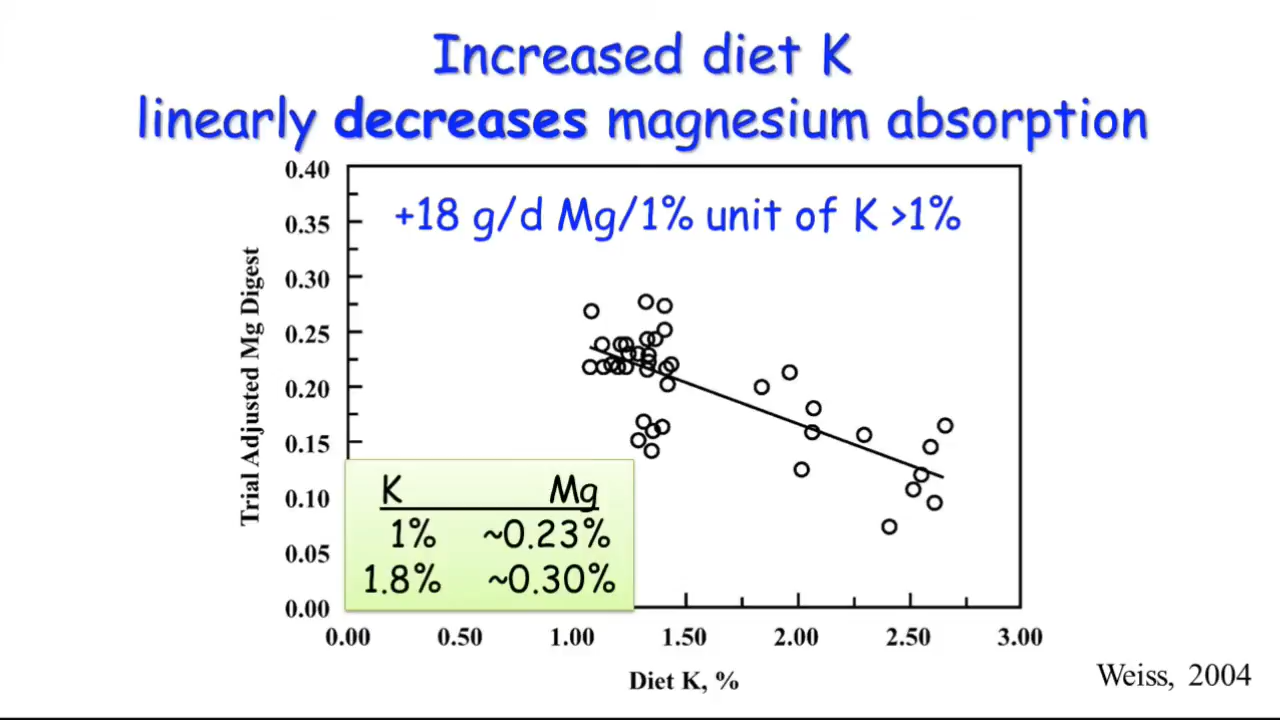 Increased diet K
linearly decreases magnesium absorption
+18 g/d Mg/1% unit of K >1%
Trial Adjusted Mg Digest
0.40
0.35
0.30
0.25
0.20
0.15
0.10
0.05
0.00
K Mg
1% ~0.23%
1.8% ~0.30%
0.00 0.50 1.00 1.50 2.00 2.50 3.00
Diet K, %
Weiss, 2004